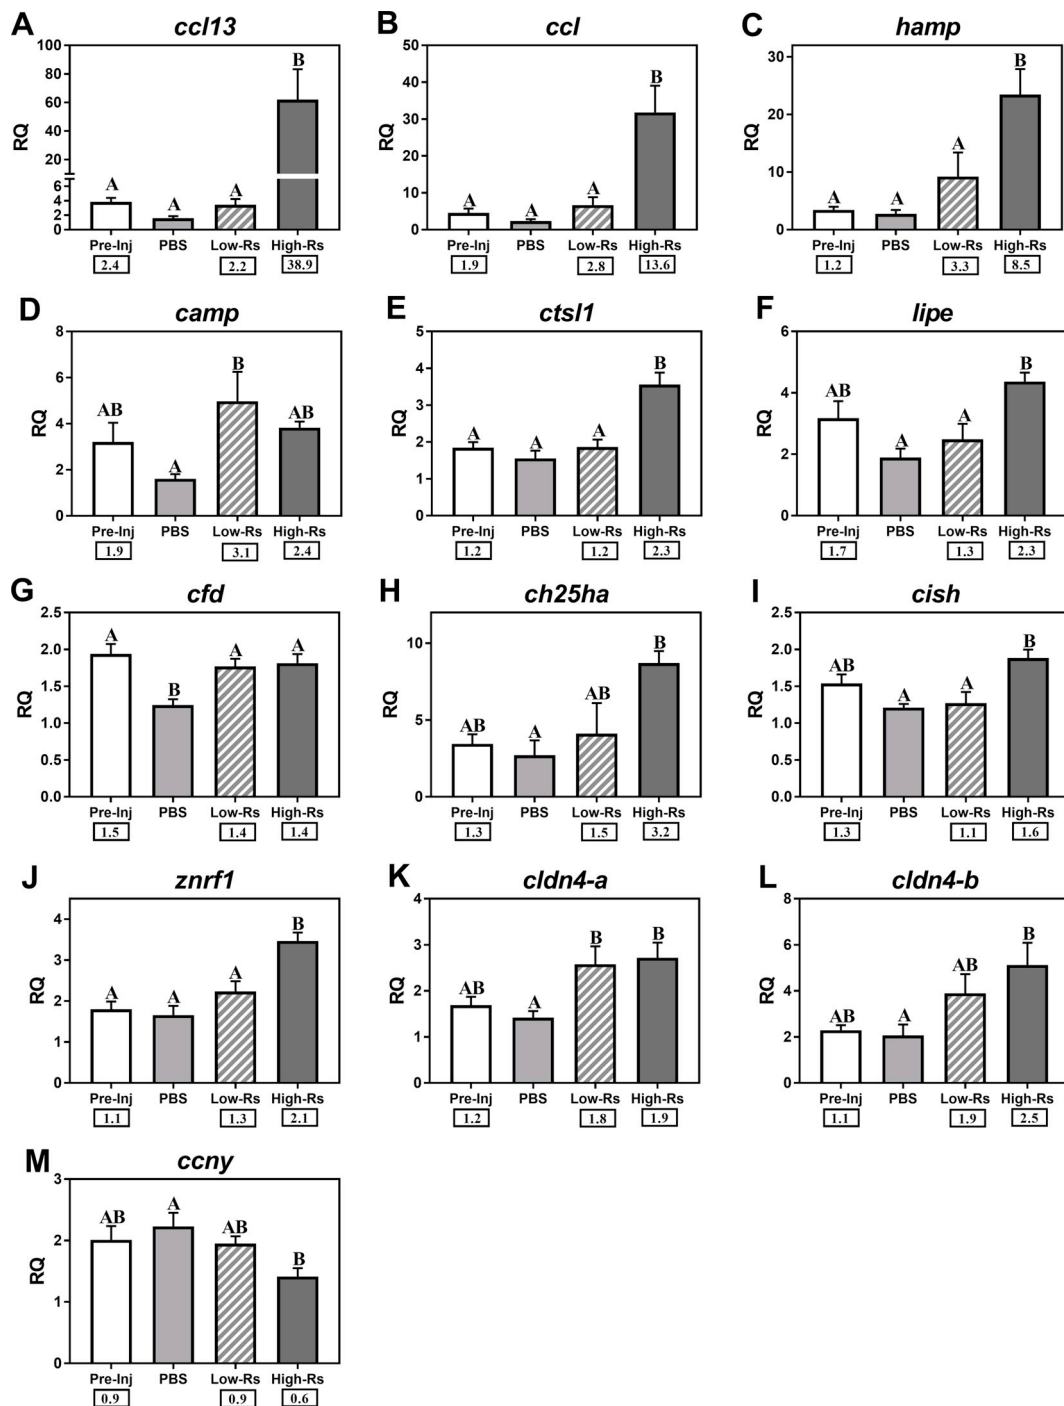 A ccl13
100
80
60
40
20
6
4
2
0
RQ
A
A
A
B
Pre-Inj PBS Low-Rs High-Rs
2.4 2.2 38.9
B ccl
50
40
30
20
10
0
RQ
A
A
A
B
Pre-Inj PBS Low-Rs High-Rs
1.9 2.8 13.6
C hamp
30
20
10
0
RQ
A
A
A
B
Pre-Inj PBS Low-Rs High-Rs
1.2 3.3 8.5
D camp
8
6
4
2
0
RQ
AB
A
B
AB
Pre-Inj PBS Low-Rs High-Rs
1.9 3.1 2.4
E ctsl1
5
4
3
2
1
0
RQ
A
A
A
B
Pre-Inj PBS Low-Rs High-Rs
1.2 1.2 2.3
F lipe
6
4
2
0
RQ
AB
A
A
B
Pre-Inj PBS Low-Rs High-Rs
1.7 1.3 2.3
G cfd
2.5
2.0
1.5
1.0
0.5
0.0
RQ
A
B
A
A
Pre-Inj PBS Low-Rs High-Rs
1.5 1.4 1.4
H ch25ha
10
5
0
RQ
AB
A
AB
B
Pre-Inj PBS Low-Rs High-Rs
1.3 1.5 3.2
I cish
2.5
2.0
1.5
1.0
0.5
0.0
RQ
AB
A
A
B
Pre-Inj PBS Low-Rs High-Rs
1.3 1.1 1.6
J znrf1
4
3
2
1
0
RQ
A
A
A
B
Pre-Inj PBS Low-Rs High-Rs
1.1 1.3 2.1
K cldn4-a
4
3
2
1
0
RQ
AB
A
B
B
Pre-Inj PBS Low-Rs High-Rs
1.2 1.8 1.9
L cldn4-b
8
6
4
2
0
RQ
AB
A
AB
B
Pre-Inj PBS Low-Rs High-Rs
1.1 1.9 2.5
M ccny
3
2
1
0
RQ
AB
A
AB
B
Pre-Inj PBS Low-Rs High-Rs
0.9 0.9 0.6